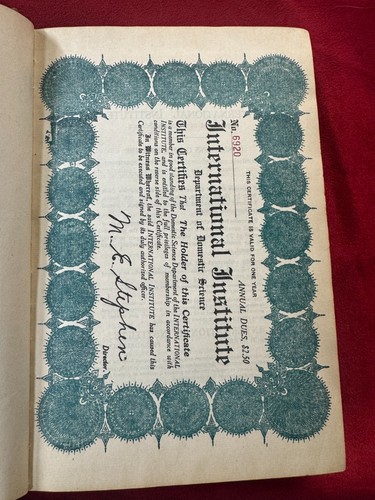 THIS CERTIFICATE IS VALID FOR ONE YEAR
No. 6920
ANNUAL DUES, $2.50
International Institute
Department of Domestic Science
This Certifies That The Holder of this Certificate
is a member in good standing of the Domestic Science Department of the INTERNATIONAL
INSTITUTE, and is entitled to the full privileges of membership in accordance with
conditions on the reverse side of this Certificate.
In Witness Whereof, the said INTERNATIONAL INSTITUTE has caused this
Certificate to be executed and signed by its duly authorized officer.
M. E. Stephen
Director.